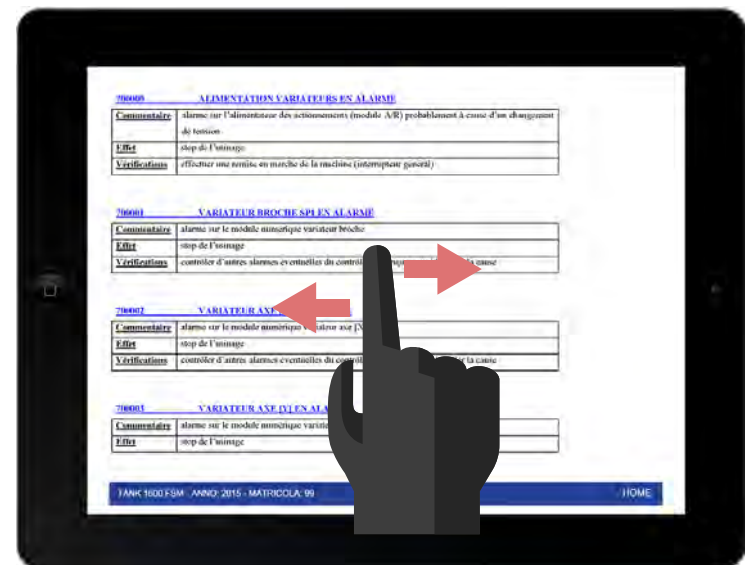 700000 ALIMENTATION VARIATEURS EN ALARME
Commentaire alarme sur l'alimentateur des actionnements (module A/R) probablement à cause d'un changement
de tension
Effet stop de l'usinage
Vérifications effectuer une remise en marche de la machine (interrupteur général)
700001 VARIATEUR BROCHE SP1 EN ALARME
Commentaire alarme sur le module numérique variateur broche
Effet stop de l'usinage
Vérifications contrôler d'autres alarmes éventuelles du la cause
700002 VARIATEUR AXE
Commentaire alarme sur le module numérique variateur axe [X
Effet stop de l'usinage
Vérifications contrôler d'autres alarmes éventuelles du la cause
700003 VARIATEUR AXE [Y] EN
Commentaire alarme sur le module numérique
Effet stop de l'usinage
TANK 1600 FSM ANNO: 2015 - MATRICOLA: 99 HOME